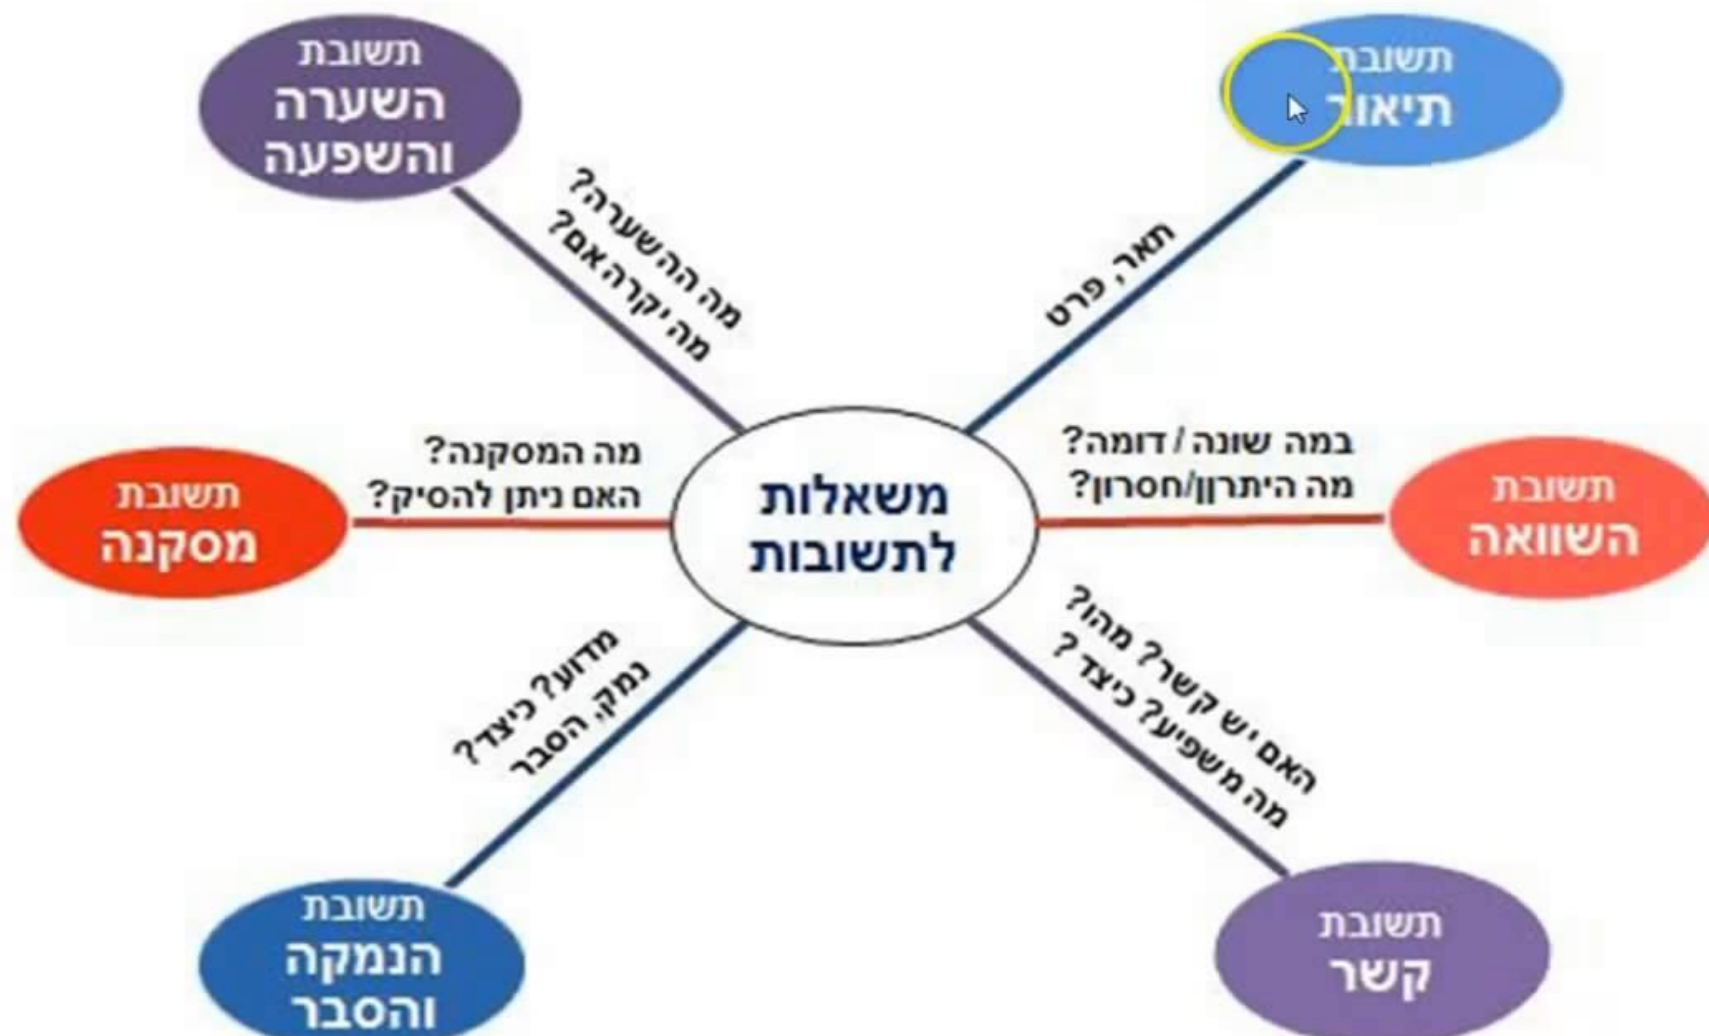 משאלות
לתשובות
תשובת
תיאור
תאר, פרט
תשובת
השוואה
במה שונה / דומה?
מה היתרון/חסרון?
תשובת
קשר
האם יש קשר? מהו?
מה משפיע? כיצד ?
תשובת
הנמקה
והסבר
מדוע? כיצד?
נמק, הסבר
תשובת
מסקנה
מה המסקנה?
האם ניתן להסיק?
תשובת
השערה
והשפעה
מה ההשערה?
מה יקרה אם?